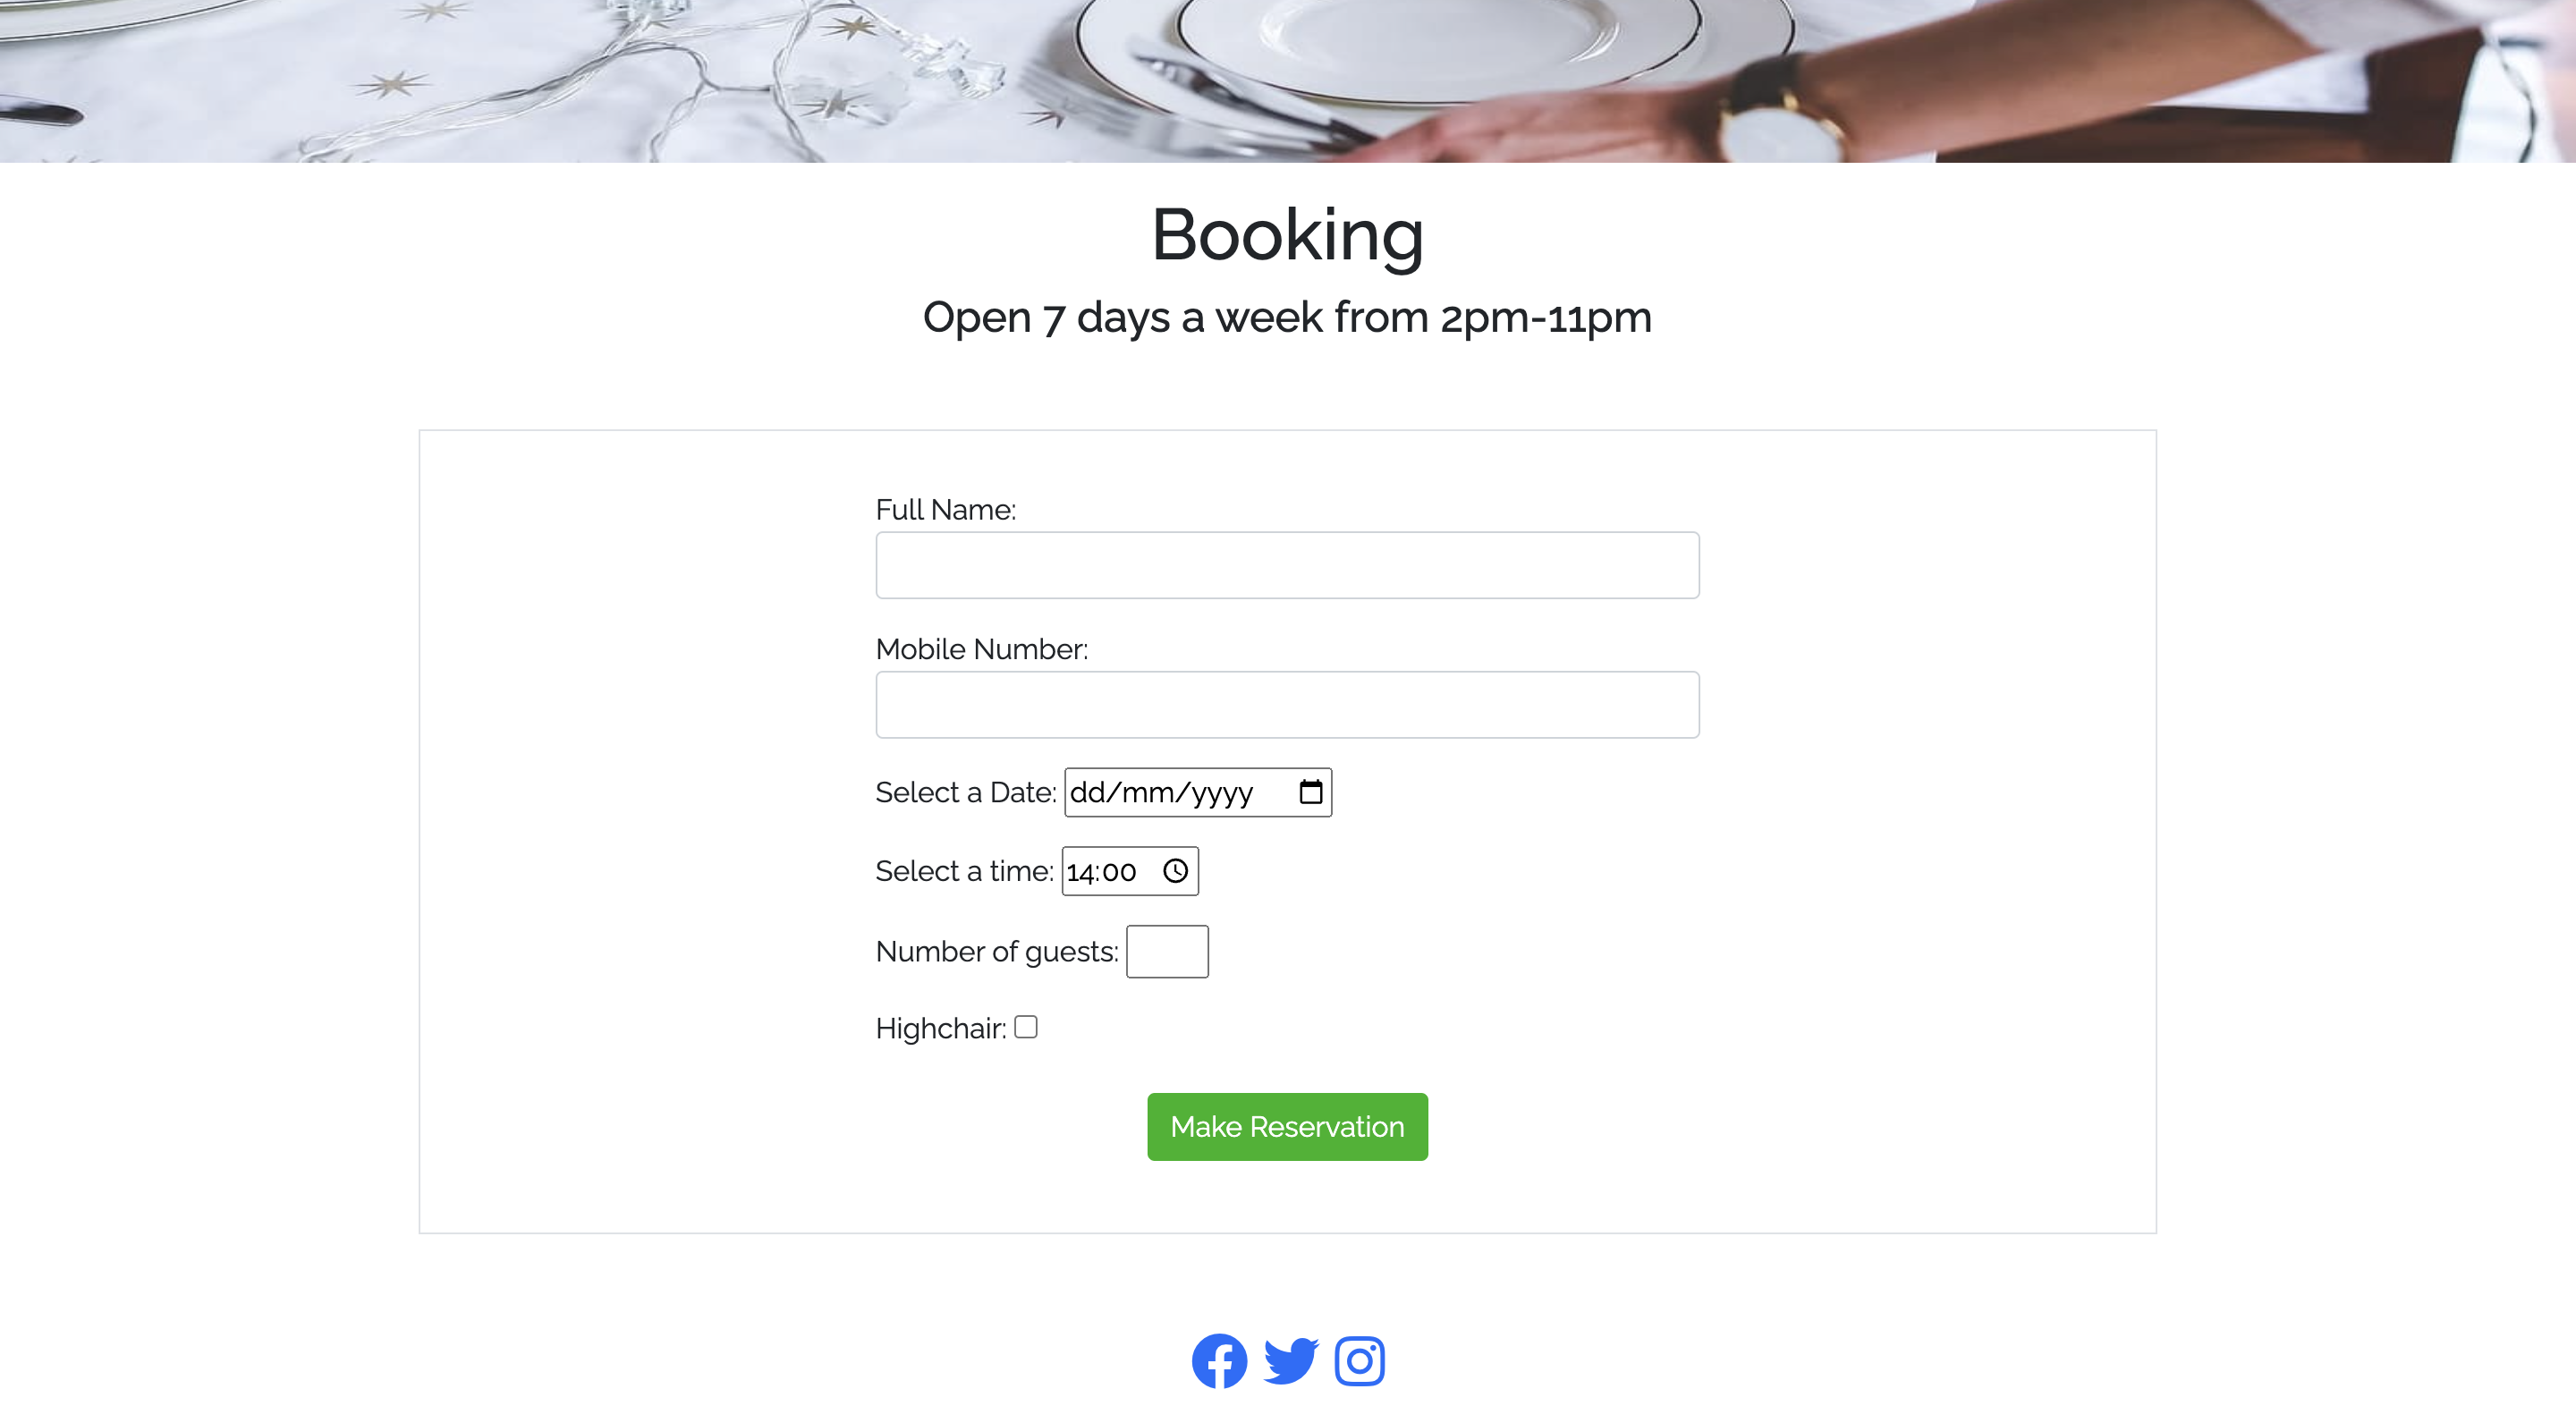 Booking
Open 7 days a week from 2pm-11pm
Full Name:
Mobile Number:
Select a Date: dd/mm/yyyy
Select a time: 14:00
Number of guests:
Highchair:
Make Reservation